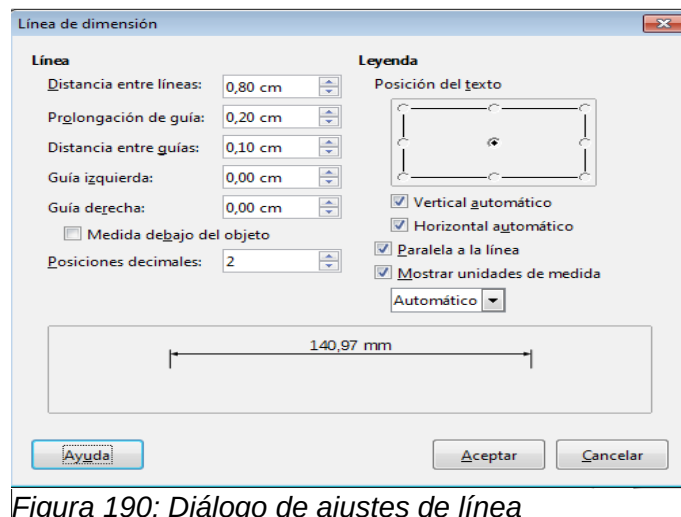 Línea de dimensión
Línea
Distancia entre líneas: 0,80 cm
Prolongación de guía: 0,20 cm
Distancia entre guías: 0,10 cm
Guía izquierda: 0,00 cm
Guía derecha: 0,00 cm
Medida debajo del objeto
Posiciones decimales: 2
Leyenda
Posición del texto
Vertical automático
Horizontal automático
Paralela a la línea
Mostrar unidades de medida
Automático
140,97 mm
Ayuda
Aceptar
Cancelar
Figura 190: Diálogo de ajustes de línea